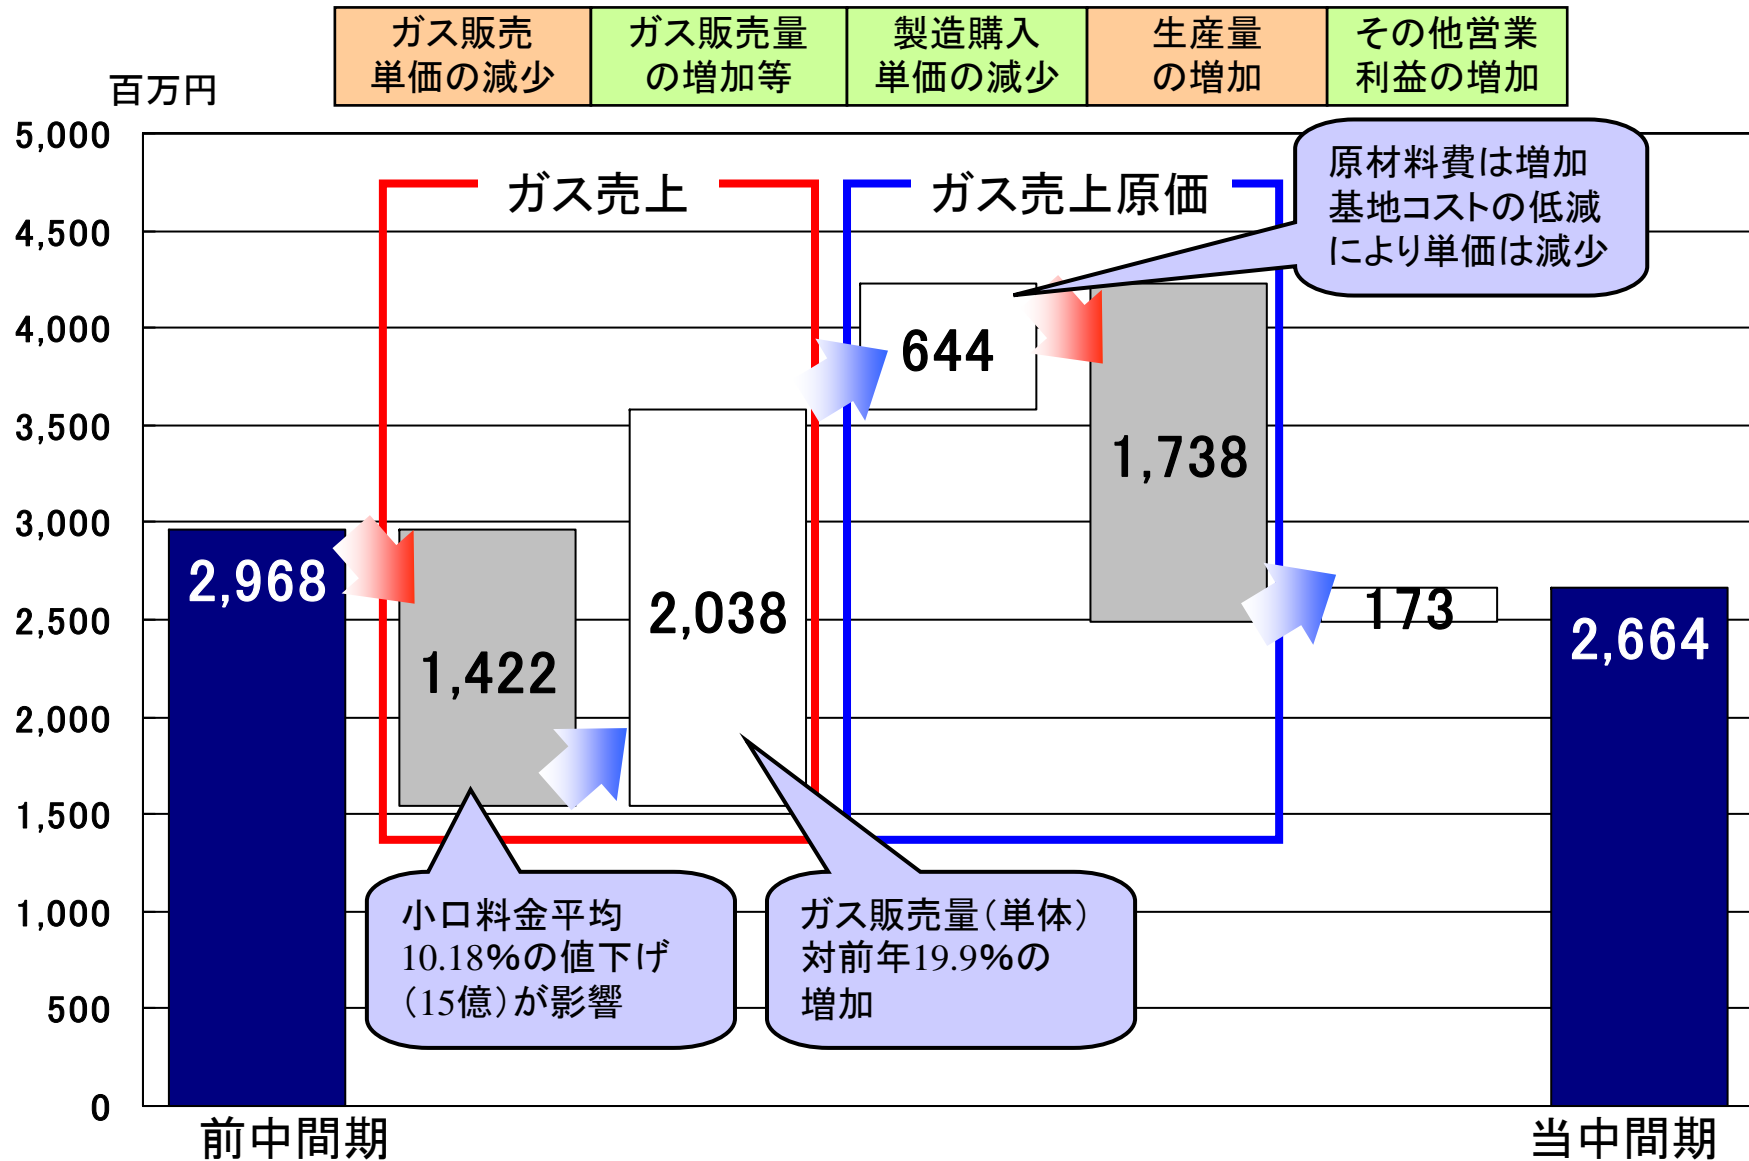 ガス販売
単価の減少
ガス販売量
の増加等
製造購入
単価の減少
生産量
の増加
その他営業
利益の増加
百万円
5,000
4,500
4,000
3,500
3,000
2,500
2,000
1,500
1,000
500
0
ガス売上
ガス売上原価
原材料費は増加
基地コストの低減
により単価は減少
2,968
1,422
2,038
644
1,738
173
2,664
小口料金平均
10.18%の値下げ
（15億）が影響
ガス販売量（単体）
対前年19.9%の
増加
前中間期
当中間期